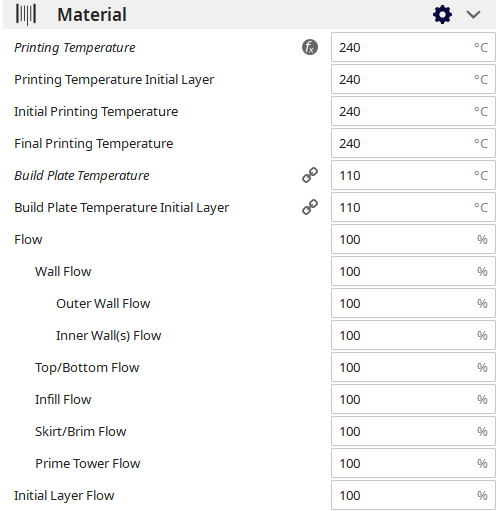 Material
Printing Temperature fx 240 °C
Printing Temperature Initial Layer 240 °C
Initial Printing Temperature 240 °C
Final Printing Temperature 240 °C
Build Plate Temperature 110 °C
Build Plate Temperature Initial Layer 110 °C
Flow 100 %
Wall Flow 100 %
Outer Wall Flow 100 %
Inner Wall(s) Flow 100 %
Top/Bottom Flow 100 %
Infill Flow 100 %
Skirt/Brim Flow 100 %
Prime Tower Flow 100 %
Initial Layer Flow 100 %